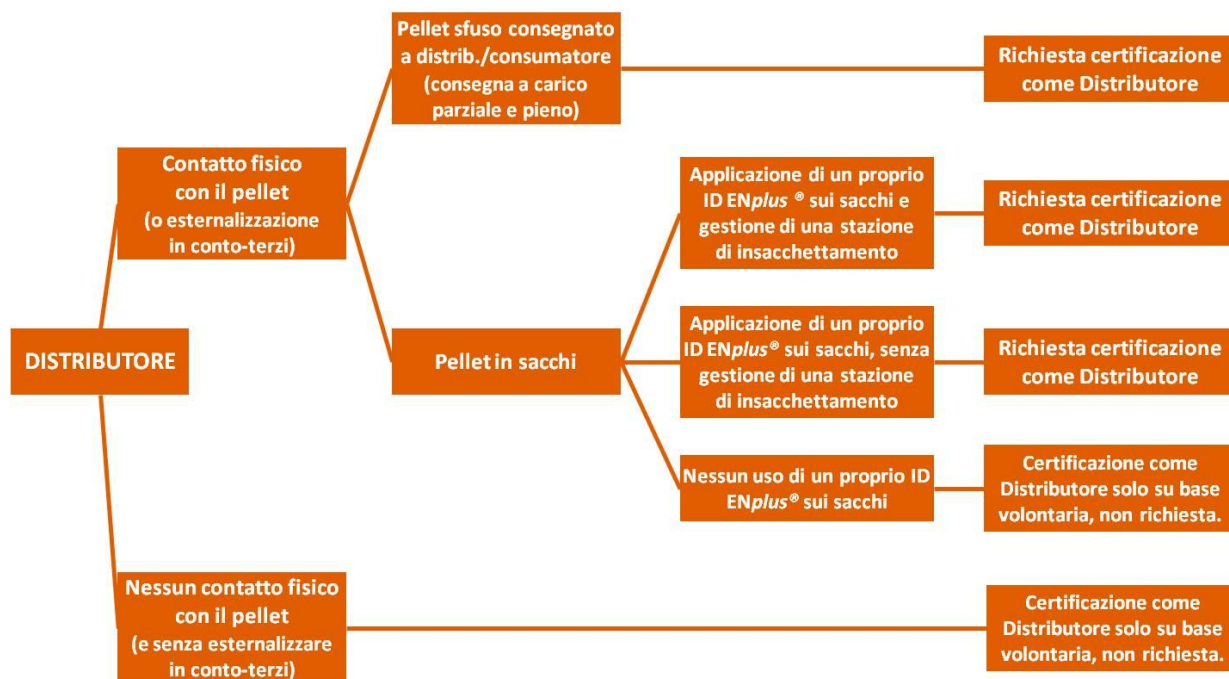 Pellet sfuso consegnato
a distrib./consumatore
(consegna a carico
parziale e pieno)
Richiesta certificazione
come Distributore
Contatto fisico
con il pellet
(o esternalizzazione
in conto-terzi)
Applicazione di un proprio
ID ENplus ® sui sacchi e
gestione di una stazione
di insacchettamento
Richiesta certificazione
come Distributore
DISTRIBUTORE
Pellet in sacchi
Applicazione di un proprio
ID ENplus® sui sacchi, senza
gestione di una stazione
di insacchettamento
Richiesta certificazione
come Distributore
Nessun uso di un proprio ID
ENplus® sui sacchi
Certificazione come
Distributore solo su base
volontaria, non richiesta.
Nessun contatto fisico
con il pellet
(e senza esternalizzare
in conto-terzi)
Certificazione come
Distributore solo su base
volontaria, non richiesta.